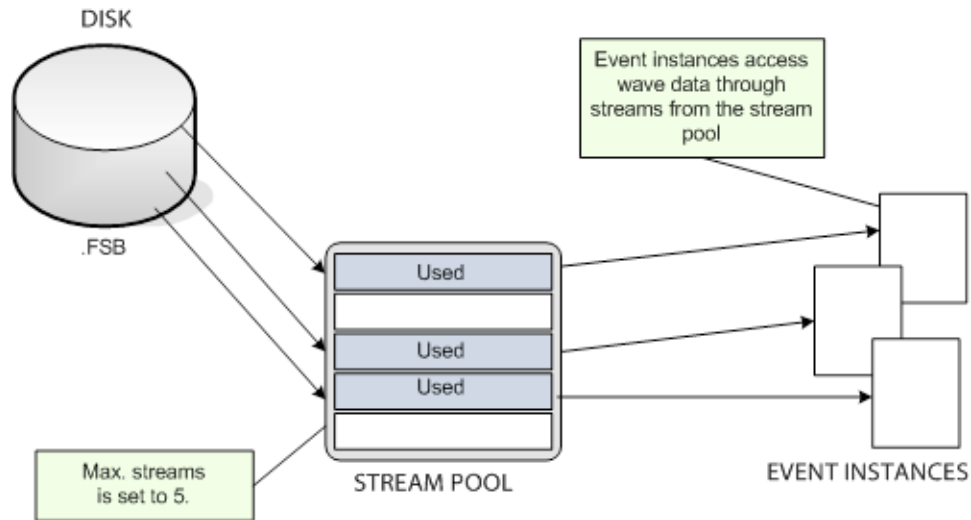 DISK
Event instances access
wave data through
streams from the stream
pool
.FSB
Used
Used
Used
Max. streams
is set to 5.
STREAM POOL
EVENT INSTANCES